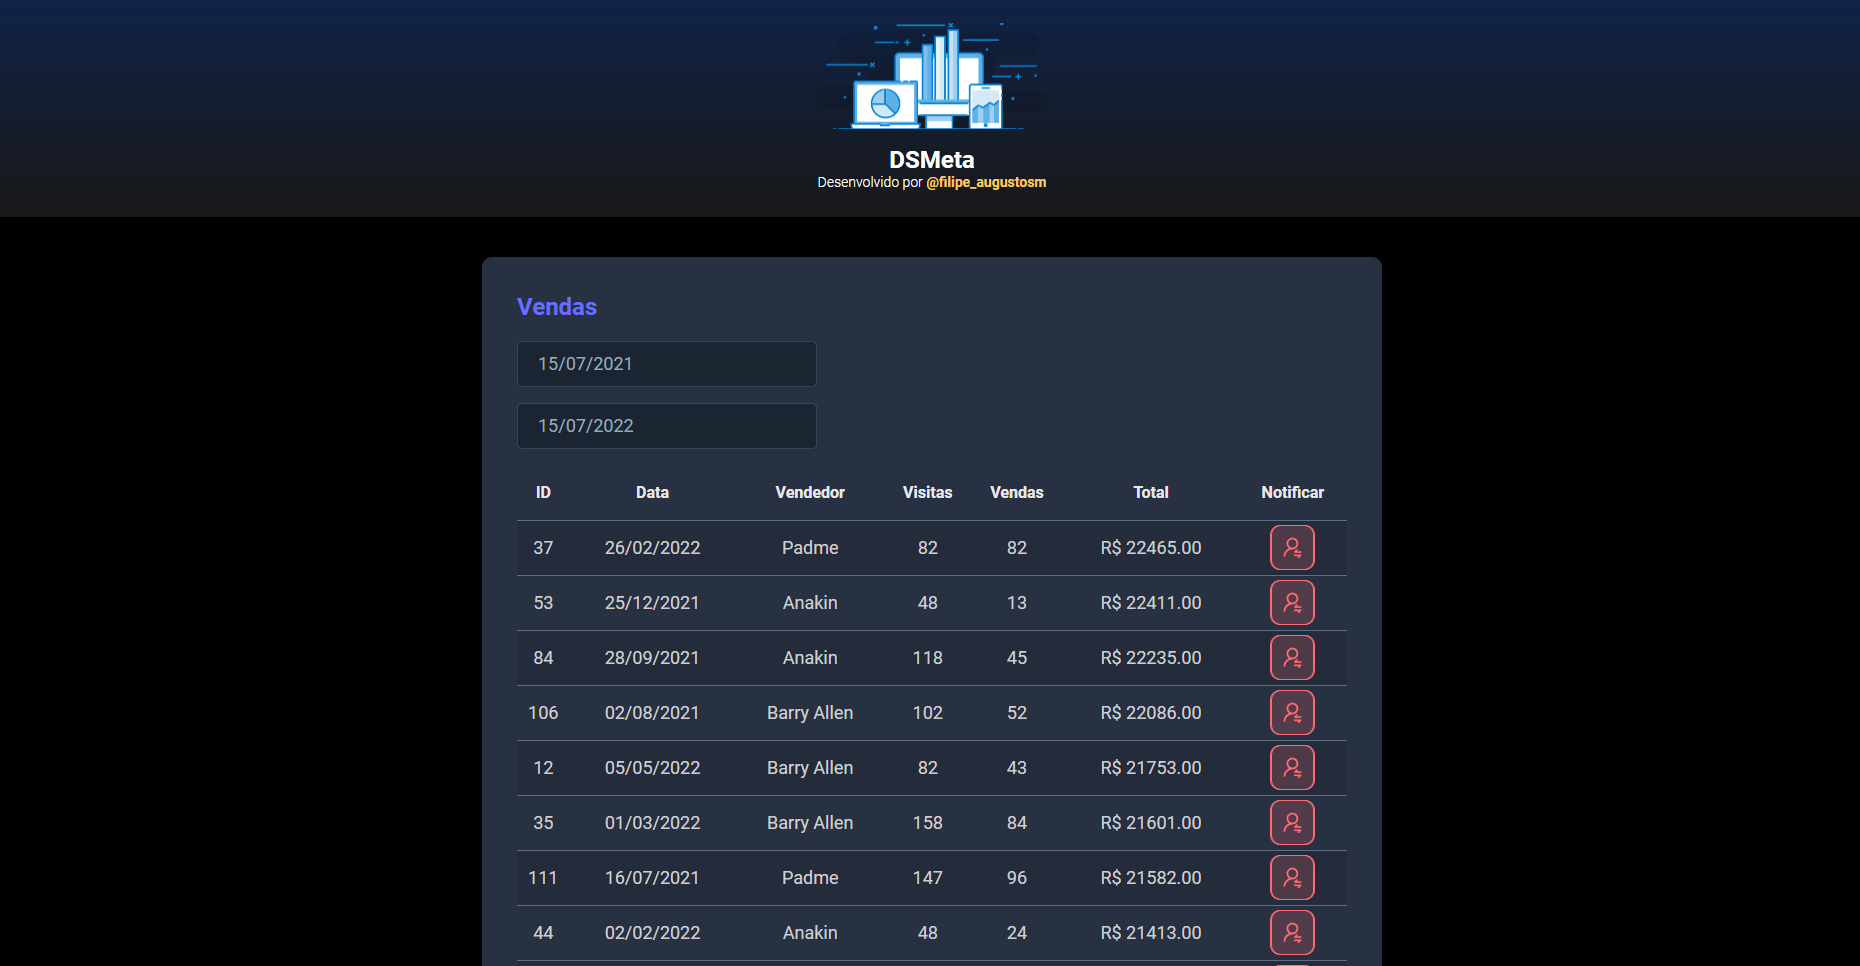 DSMeta
Desenvolvido por @filipe_augustosm
Vendas
15/07/2021
15/07/2022
ID Data Vendedor Visitas Vendas Total Notificar
37 26/02/2022 Padme 82 82 R$ 22465.00
53 25/12/2021 Anakin 48 13 R$ 22411.00
84 28/09/2021 Anakin 118 45 R$ 22235.00
106 02/08/2021 Barry Allen 102 52 R$ 22086.00
12 05/05/2022 Barry Allen 82 43 R$ 21753.00
35 01/03/2022 Barry Allen 158 84 R$ 21601.00
111 16/07/2021 Padme 147 96 R$ 21582.00
44 02/02/2022 Anakin 48 24 R$ 21413.00